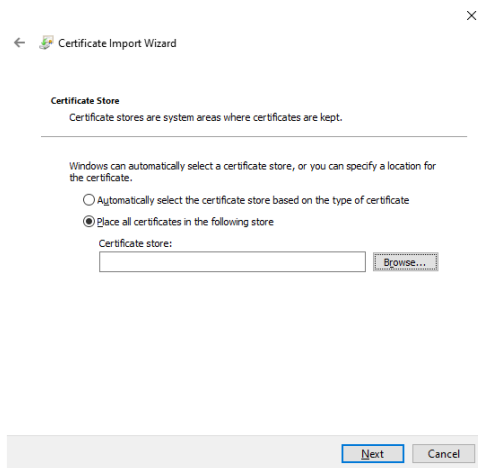 Certificate Import Wizard
Certificate Store
Certificate stores are system areas where certificates are kept.
Windows can automatically select a certificate store, or you can specify a location for
the certificate.
Automatically select the certificate store based on the type of certificate
Place all certificates in the following store
Certificate store:
Browse...
Next
Cancel